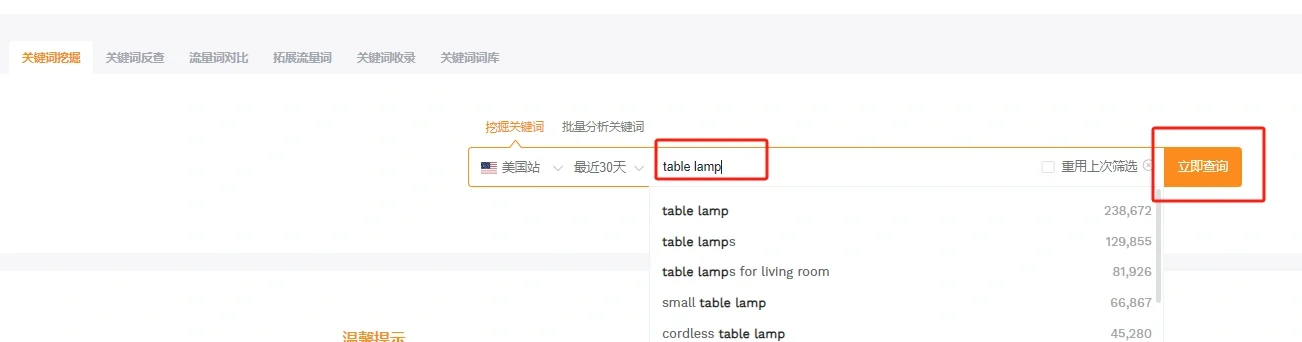 关键词挖掘 关键词反查 流量词对比 拓展流量词 关键词收录 关键词词库
挖掘关键词 批量分析关键词
美国站 最近30天 table lamp 重用上次筛选 立即查询
table lamp 238,672
table lamps 129,855
table lamps for living room 81,926
small table lamp 66,867
cordless table lamp 45,280
温馨提示